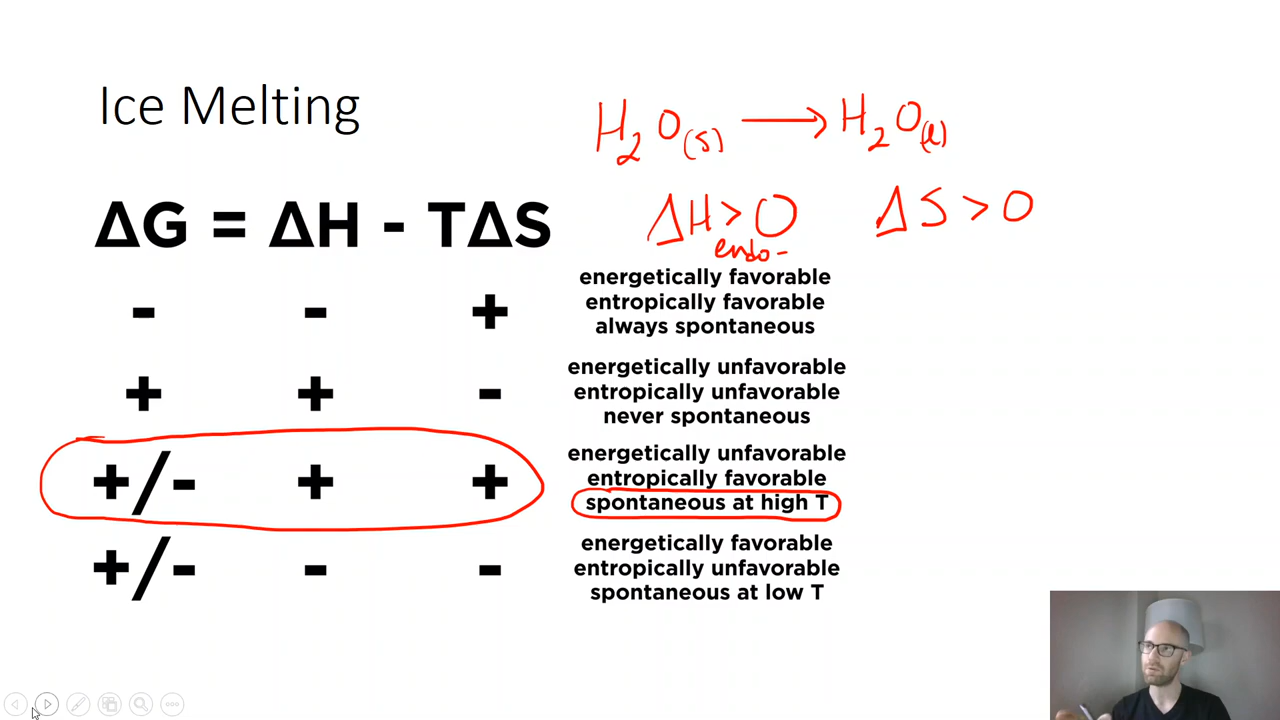 Ice Melting
H₂O(s) ⟶ H₂O(l)
ΔG = ΔH - TΔS
ΔH > 0 ΔS > 0
endo-
- - +
energetically favorable
entropically favorable
always spontaneous
+ + -
energetically unfavorable
entropically unfavorable
never spontaneous
+/- + +
energetically unfavorable
entropically favorable
spontaneous at high T
+/- - -
energetically favorable
entropically unfavorable
spontaneous at low T